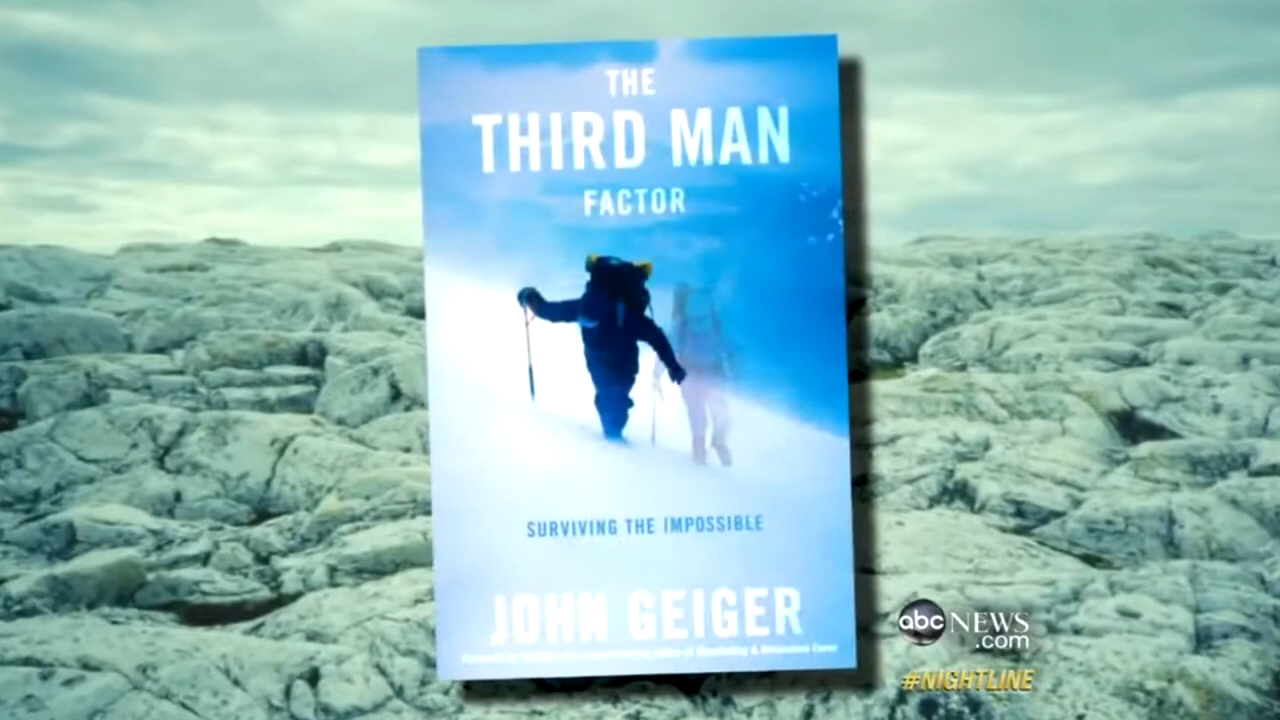 THE
THIRD MAN
FACTOR
SURVIVING THE IMPOSSIBLE
JOHN GEIGER
abc NEWS
.com
#NIGHTLINE